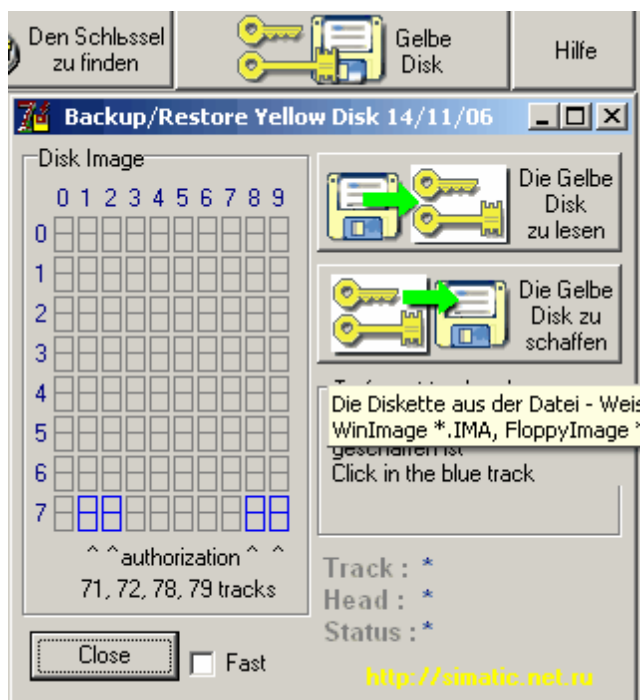 Den Schlьssel
zu finden
Gelbe
Disk
Hilfe
Backup/Restore Yellow Disk 14/11/06
Disk Image
0 1 2 3 4 5 6 7 8 9
0
1
2
3
4
5
6
7
^ ^authorization ^ ^
71, 72, 78, 79 tracks
Close
Fast
Die Gelbe
Disk
zu lesen
Die Gelbe
Disk zu
schaffen
Die Diskette aus der Datei - Weis
WinImage *.IMA, FloppyImage *
geschaffen ist
Click in the blue track
Track : *
Head : *
Status : *
http://simatic.net.ru